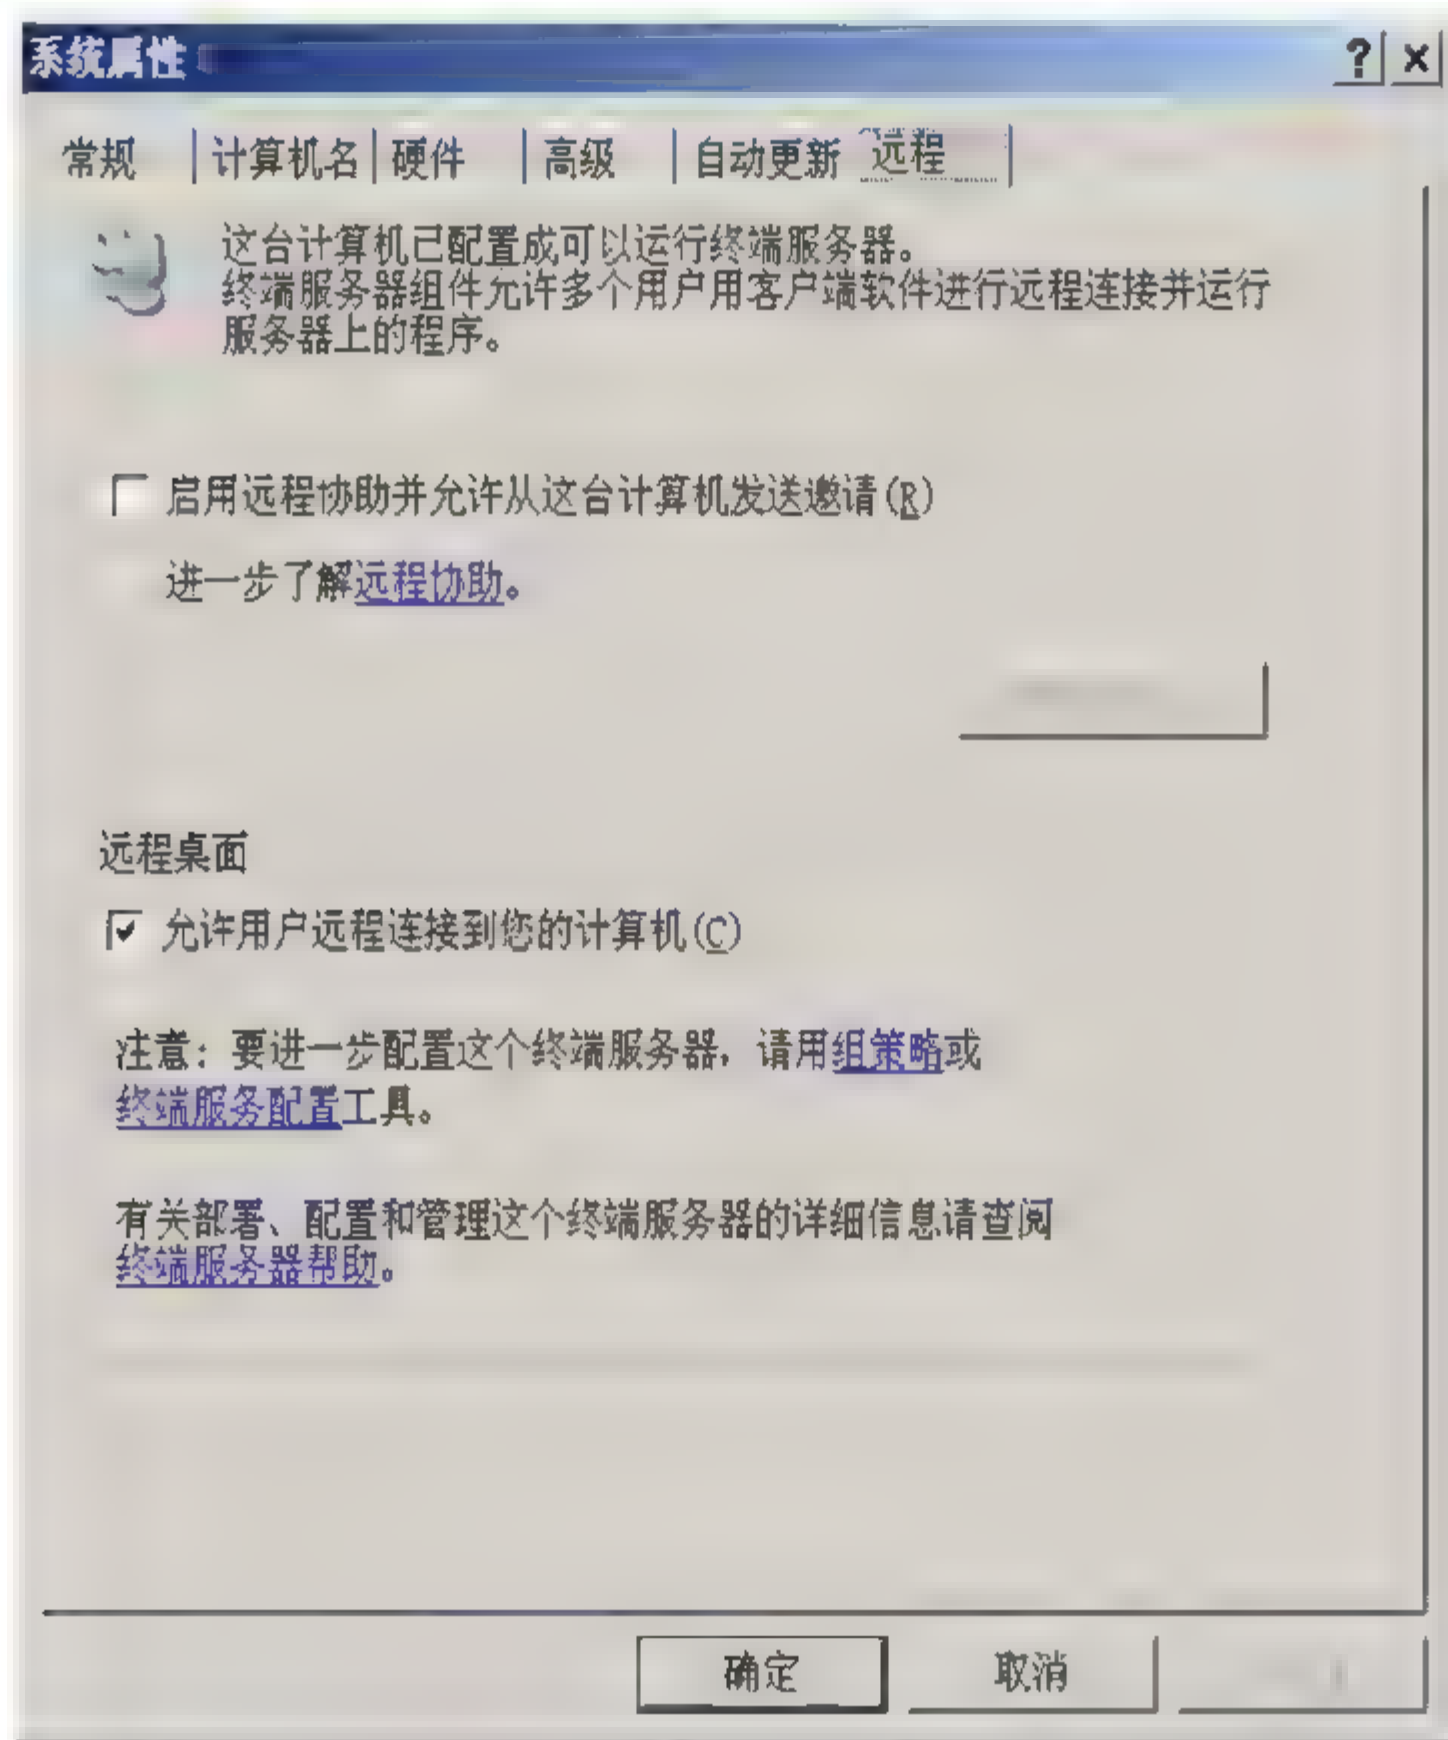 系统属性
常规 计算机名 硬件 高级 自动更新 远程
这台计算机已配置成可以运行终端服务器。
终端服务器组件允许多个用户用客户端软件进行远程连接并运行
服务器上的程序。
启用远程协助并允许从这台计算机发送邀请(R)
进一步了解远程协助。
远程桌面
允许用户远程连接到您的计算机(C)
注意：要进一步配置这个终端服务器，请用组策略或
终端服务配置工具。
有关部署、配置和管理这个终端服务器的详细信息请查阅
终端服务器帮助。
确定 取消